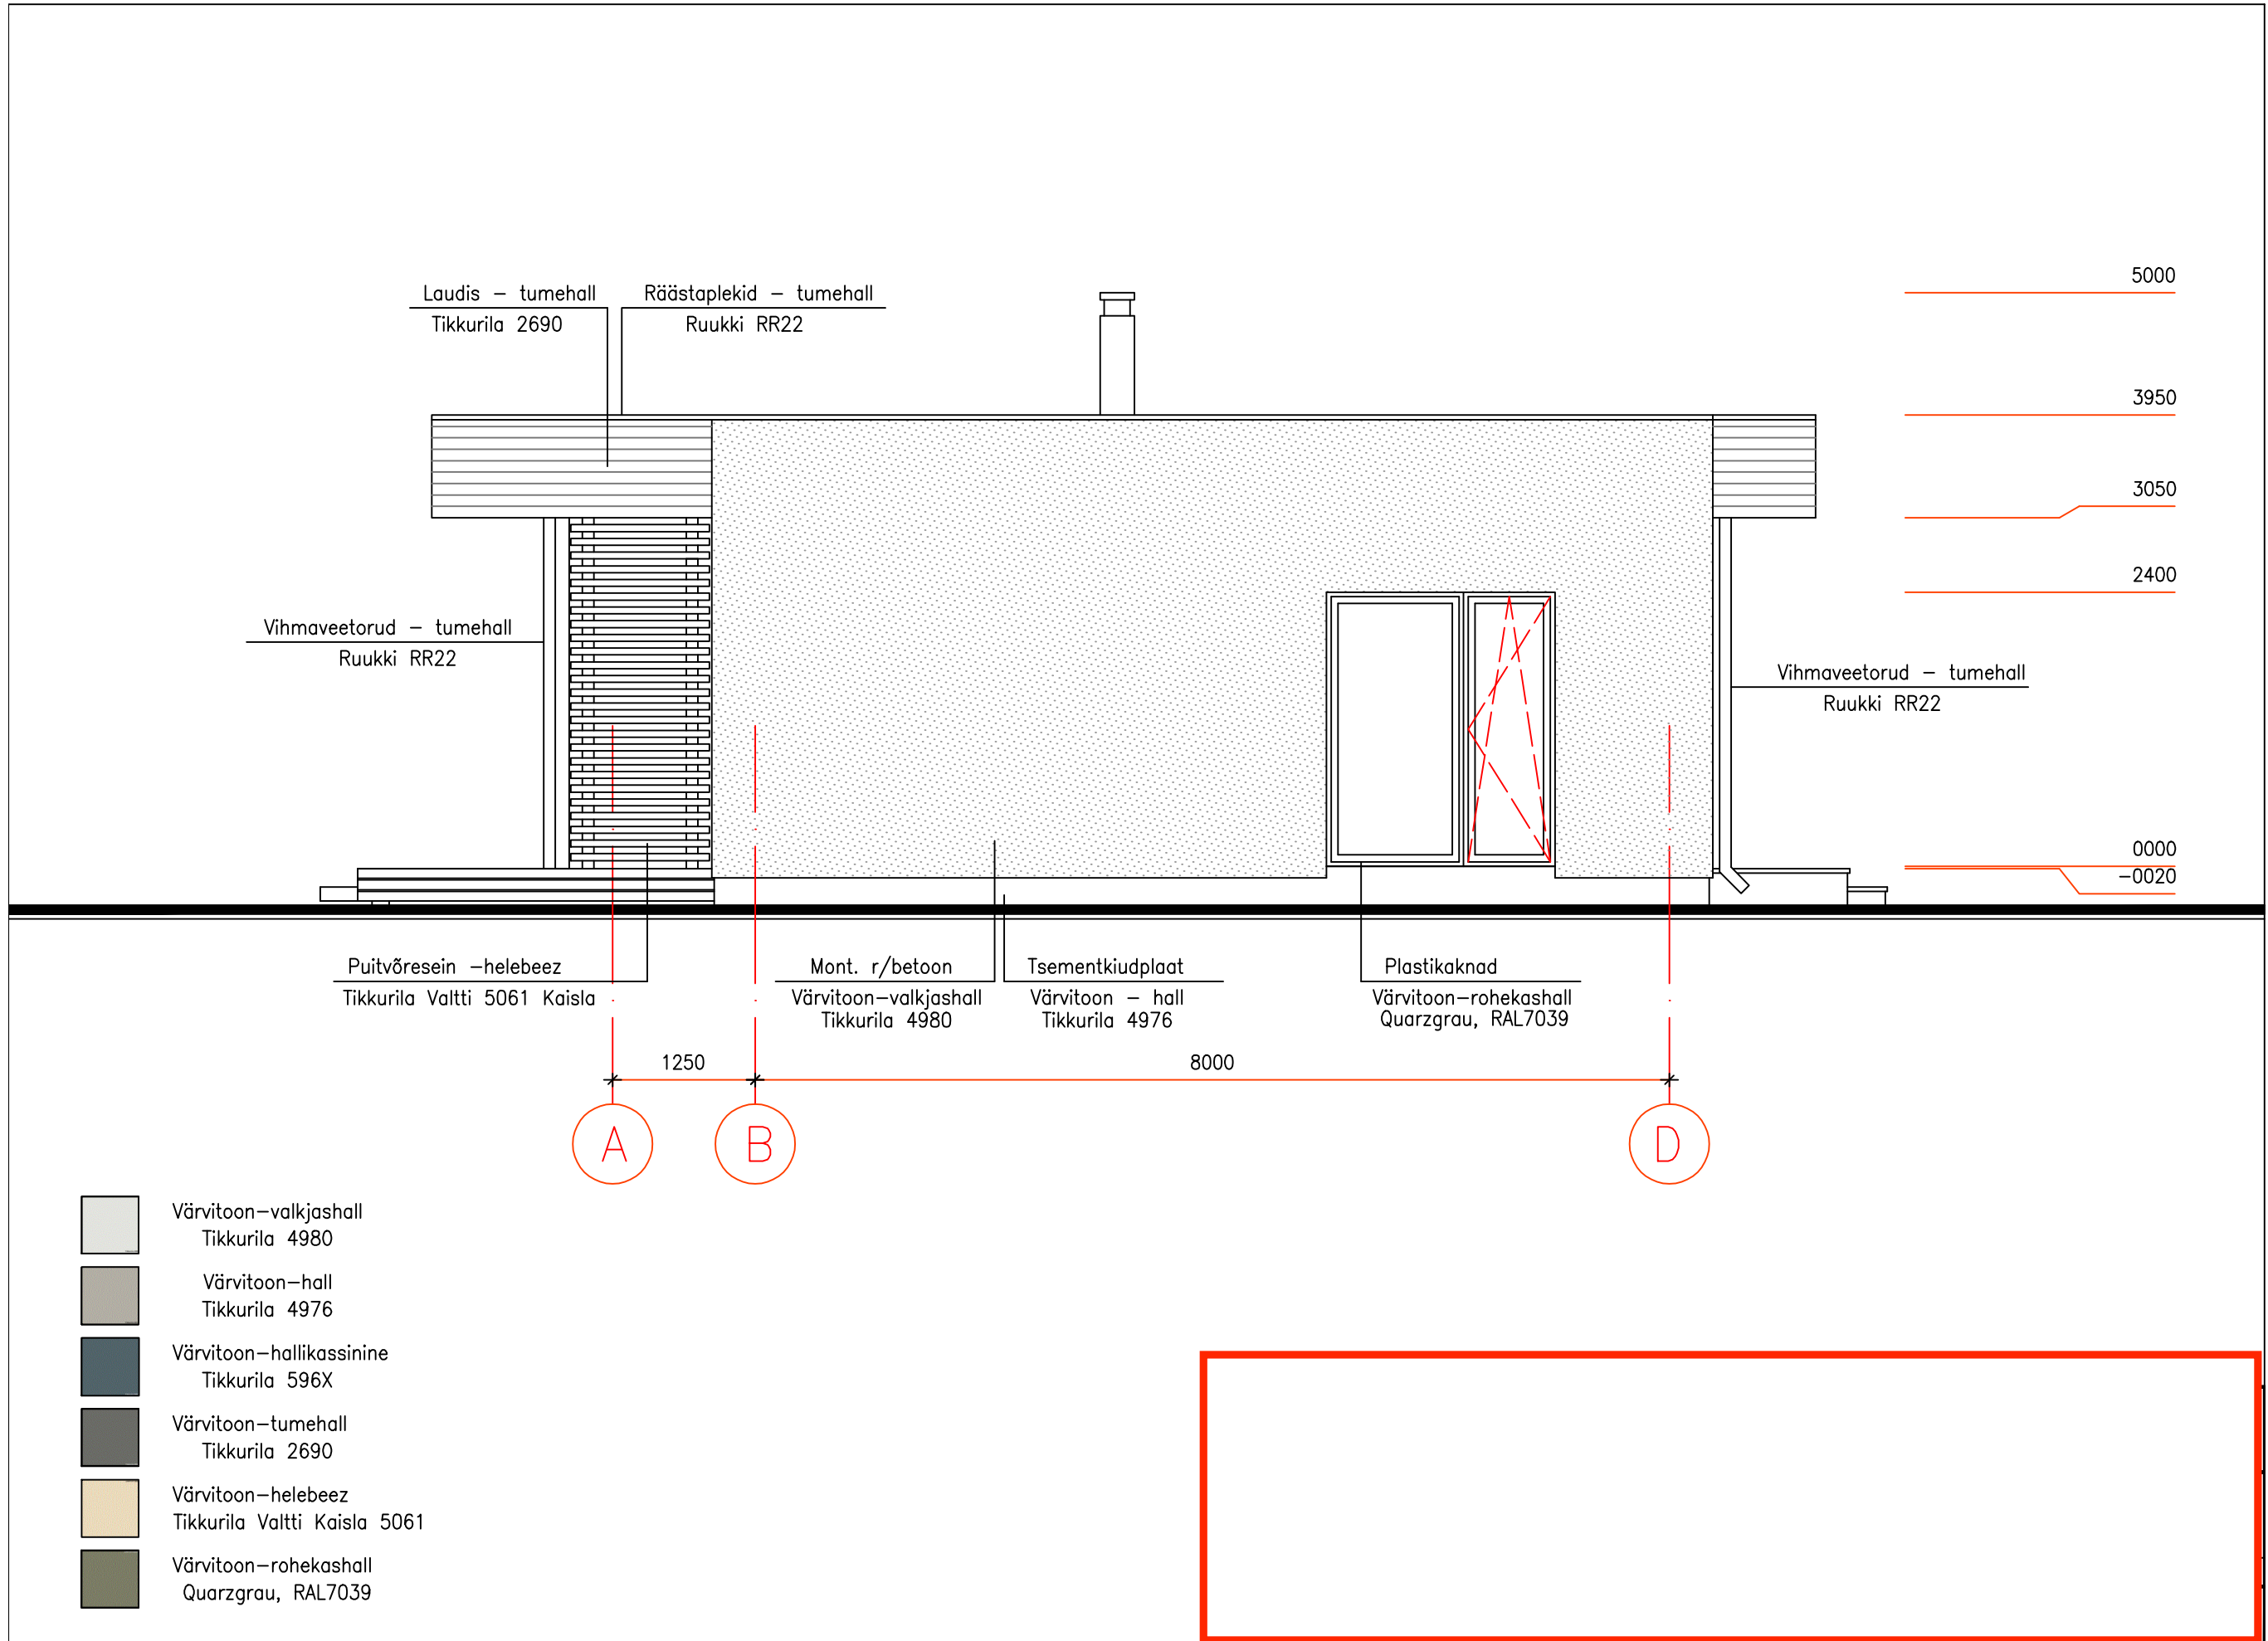 5000
Laudis - tumehall
Tikkurila 2690
Räästaplekid - tumehall
Ruukki RR22
3950
3050
2400
Vihmaveetorud - tumehall
Ruukki RR22
Vihmaveetorud - tumehall
Ruukki RR22
0000
-0020
Puitvõresein -helebeez
Tikkurila Valtti 5061 Kaisla
Mont. r/betoon
Värvitoon-valkjashall
Tikkurila 4980
Tsementkiudplaat
Värvitoon - hall
Tikkurila 4976
Plastikaknad
Värvitoon-rohekashall
Quarzgrau, RAL7039
1250
8000
A
B
D
Värvitoon-valkjashall
Tikkurila 4980
Värvitoon-hall
Tikkurila 4976
Värvitoon-hallikassinine
Tikkurila 596X
Värvitoon-tumehall
Tikkurila 2690
Värvitoon-helebeez
Tikkurila Valtti Kaisla 5061
Värvitoon-rohekashall
Quarzgrau, RAL7039